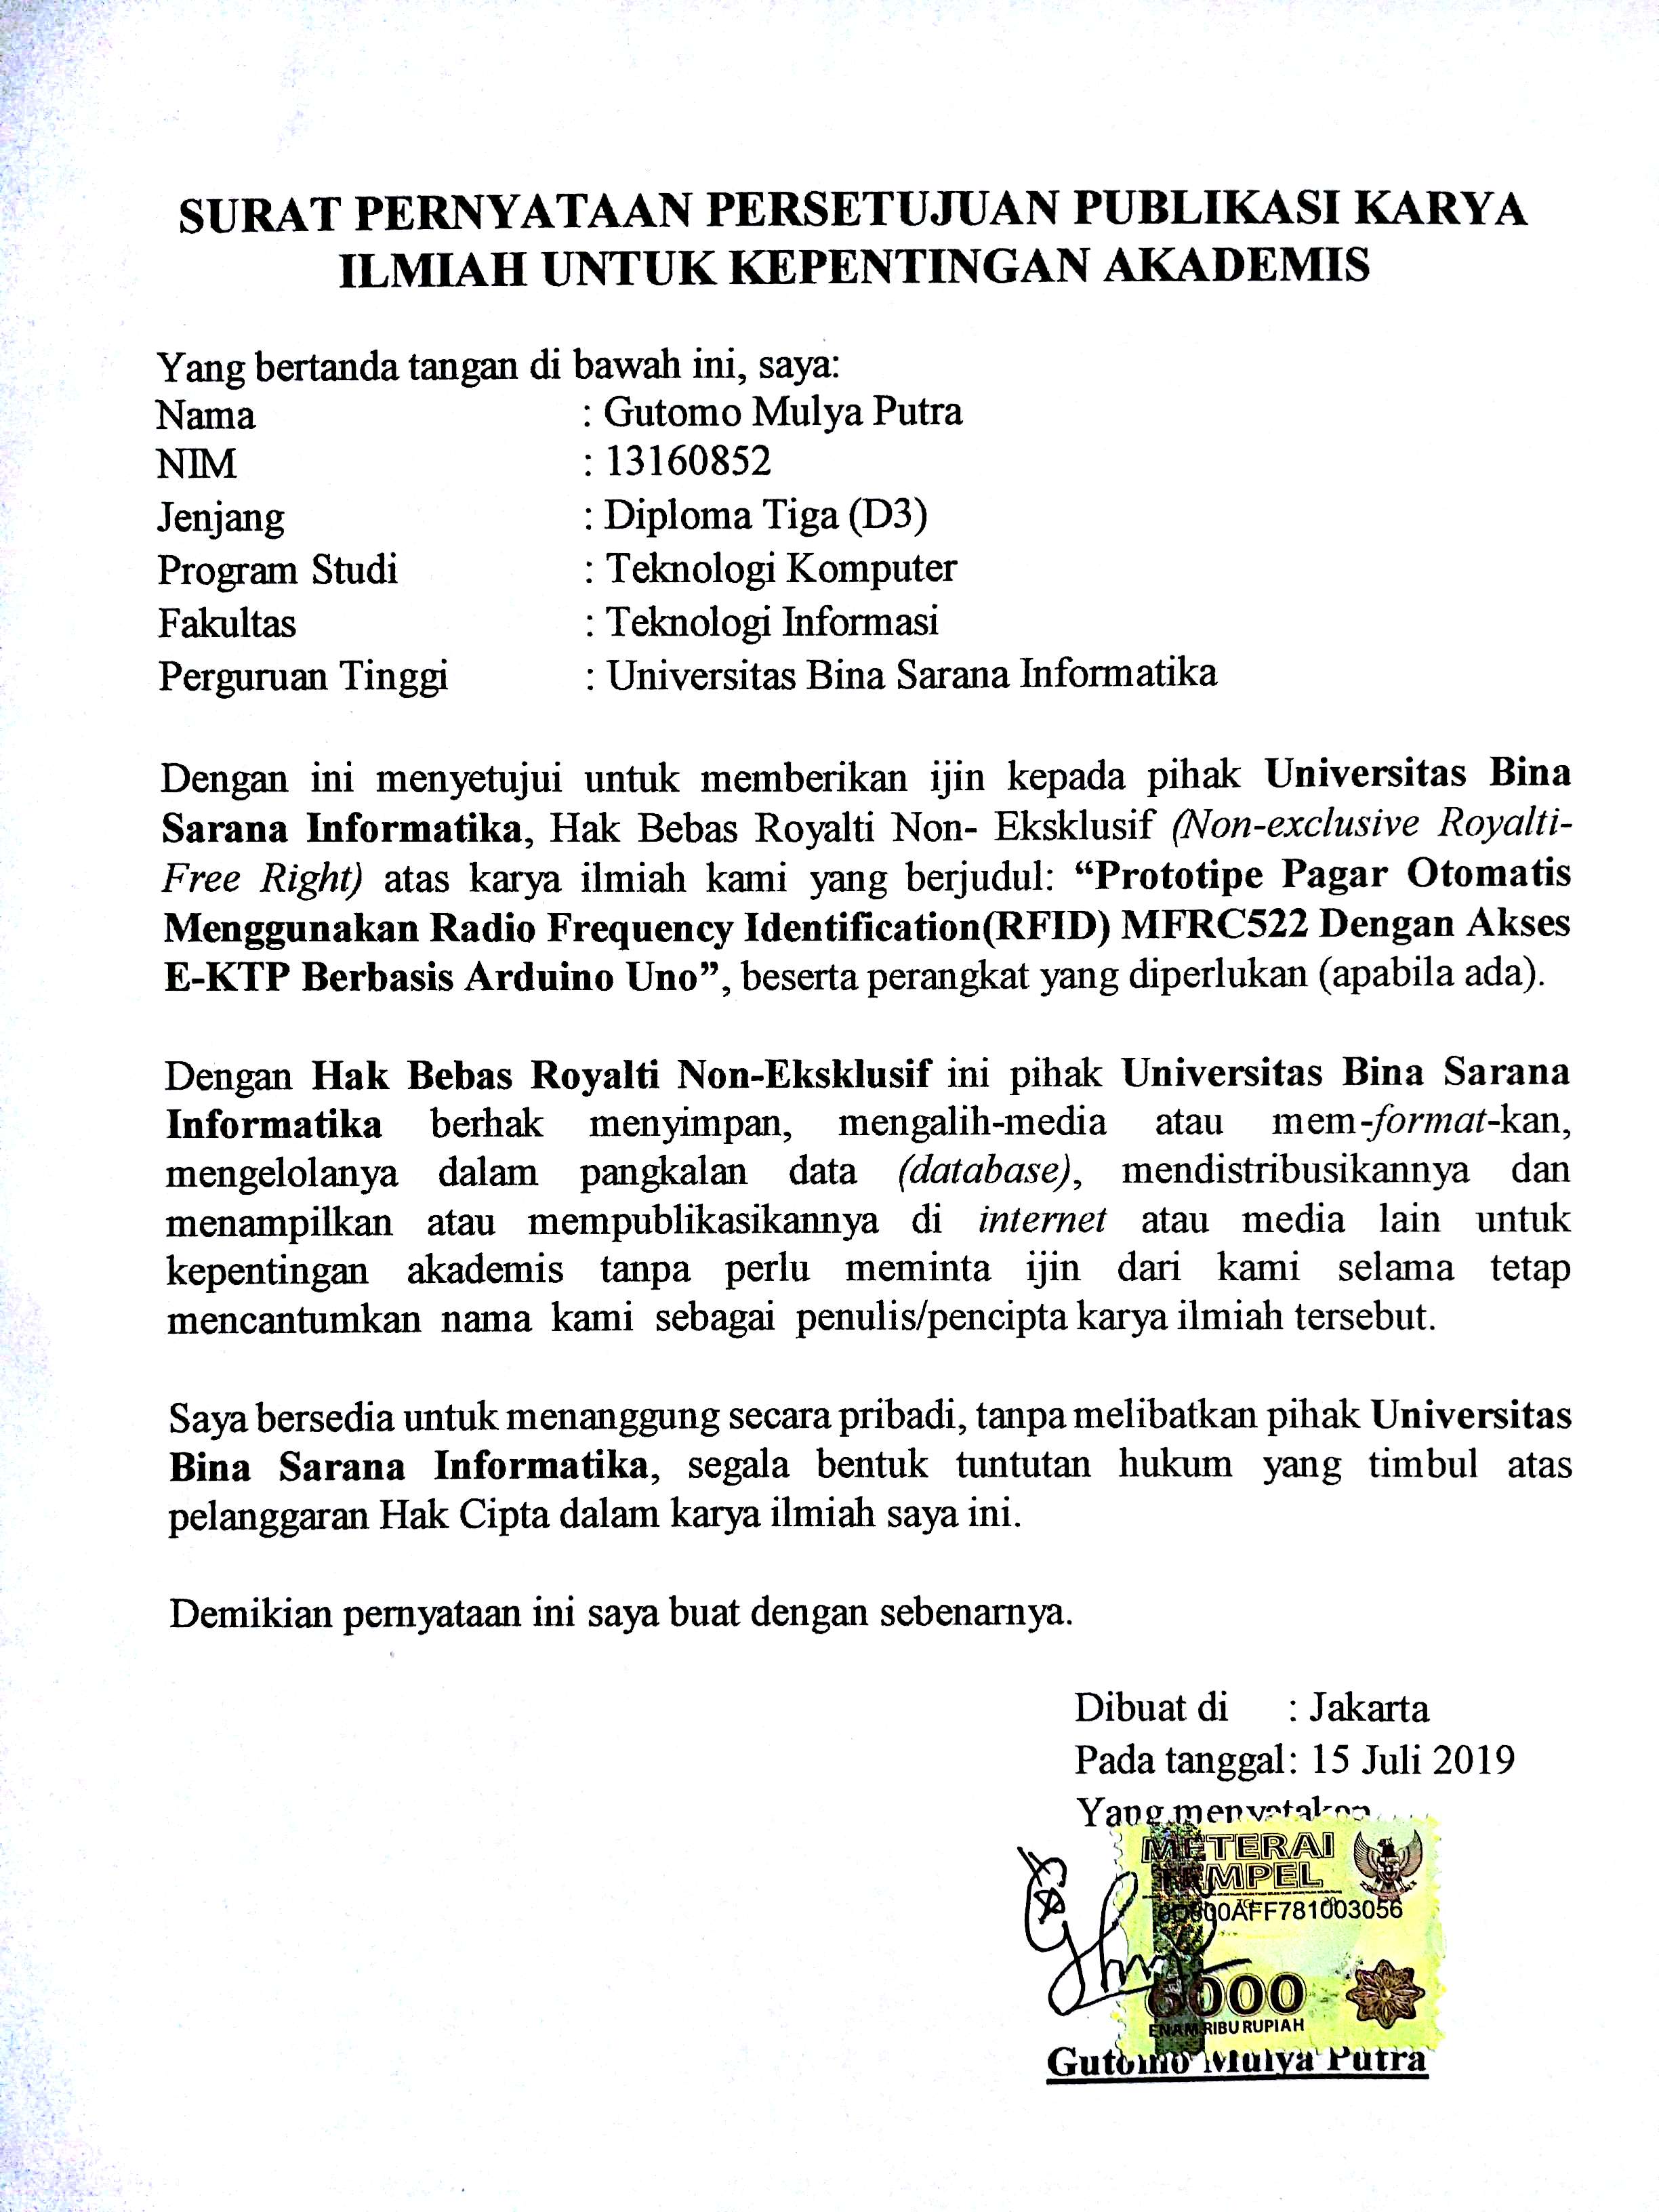 SURAT PERNYATAAN PERSETUJUAN PUBLIKASI KARYA
ILMIAH UNTUK KEPENTINGAN AKADEMIS
Yang bertanda tangan di bawah ini, saya:
Nama : Gutomo Mulya Putra
NIM : 13160852
Jenjang : Diploma Tiga (D3)
Program Studi : Teknologi Komputer
Fakultas : Teknologi Informasi
Perguruan Tinggi : Universitas Bina Sarana Informatika
Dengan ini menyetujui untuk memberikan ijin kepada pihak Universitas Bina
Sarana Informatika, Hak Bebas Royalti Non- Eksklusif (Non-exclusive Royalti-
Free Right) atas karya ilmiah kami yang berjudul: “Prototipe Pagar Otomatis
Menggunakan Radio Frequency Identification(RFID) MFRC522 Dengan Akses
E-KTP Berbasis Arduino Uno”, beserta perangkat yang diperlukan (apabila ada).
Dengan Hak Bebas Royalti Non-Eksklusif ini pihak Universitas Bina Sarana
Informatika berhak menyimpan, mengalih-media atau mem-format-kan,
mengelolanya dalam pangkalan data (database), mendistribusikannya dan
menampilkan atau mempublikasikannya di internet atau media lain untuk
kepentingan akademis tanpa perlu meminta ijin dari kami selama tetap
mencantumkan nama kami sebagai penulis/pencipta karya ilmiah tersebut.
Saya bersedia untuk menanggung secara pribadi, tanpa melibatkan pihak Universitas
Bina Sarana Informatika, segala bentuk tuntutan hukum yang timbul atas
pelanggaran Hak Cipta dalam karya ilmiah saya ini.
Demikian pernyataan ini saya buat dengan sebenarnya.
Dibuat di : Jakarta
Pada tanggal: 15 Juli 2019
Yang menyatakan
METERAI
TEMPEL
6000
ENAM RIBU RUPIAH
Gutomo Mulya Putra